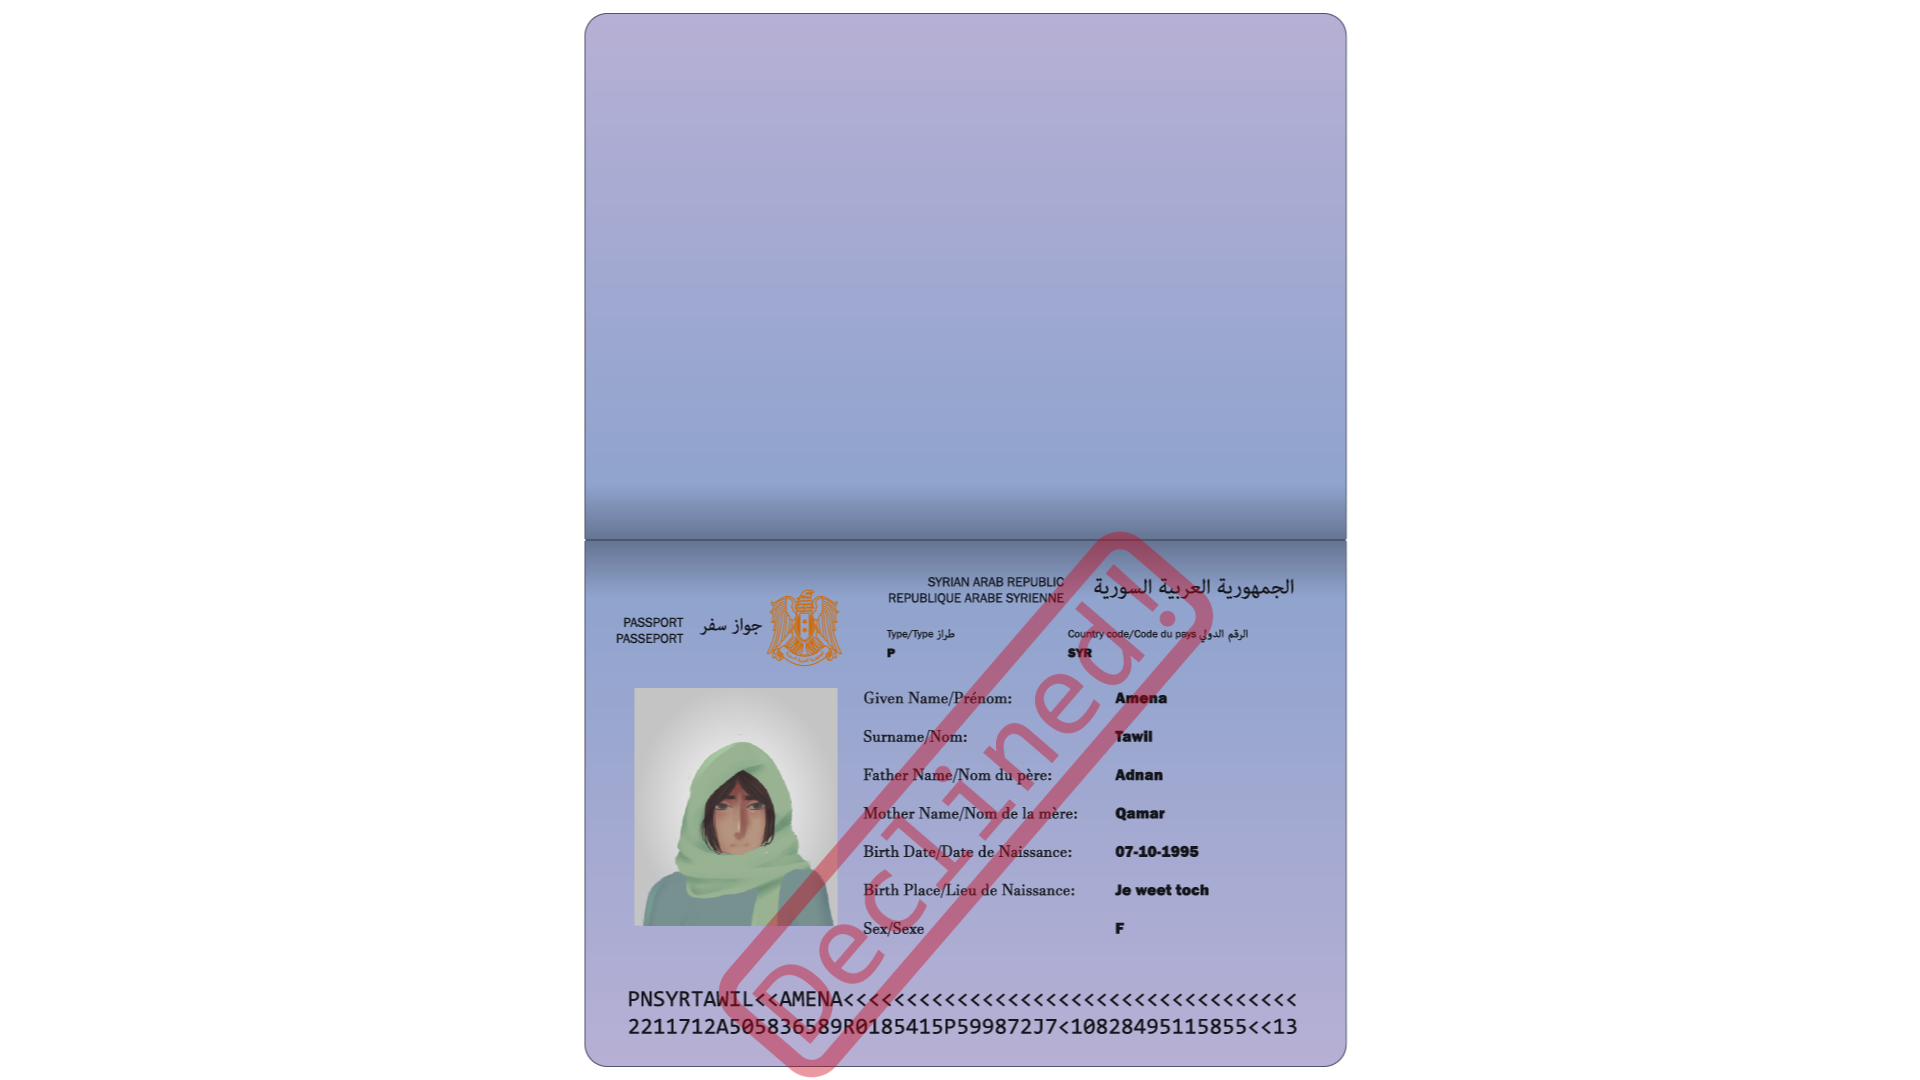 SYRIAN ARAB REPUBLIC
REPUBLIQUE ARABE SYRIENNE
الجمهورية العربية السورية
PASSPORT
PASSEPORT
جواز سفر
Type/Type طراز
P
Country code/Code du pays الرقم الدولي
SYR
Given Name/Prénom: Amena
Surname/Nom: Tawil
Father Name/Nom du père: Adnan
Mother Name/Nom de la mère: Qamar
Birth Date/Date de Naissance: 07-10-1995
Birth Place/Lieu de Naissance: Je weet toch
Sex/Sexe F
Declined!
PNSYRTAWIL<<AMENA<<<<<<<<<<<<<<<<<<<<<<<<<<<<<<<<<<<<
2211712A505836589R0185415P599872J7<10828495115855<<13